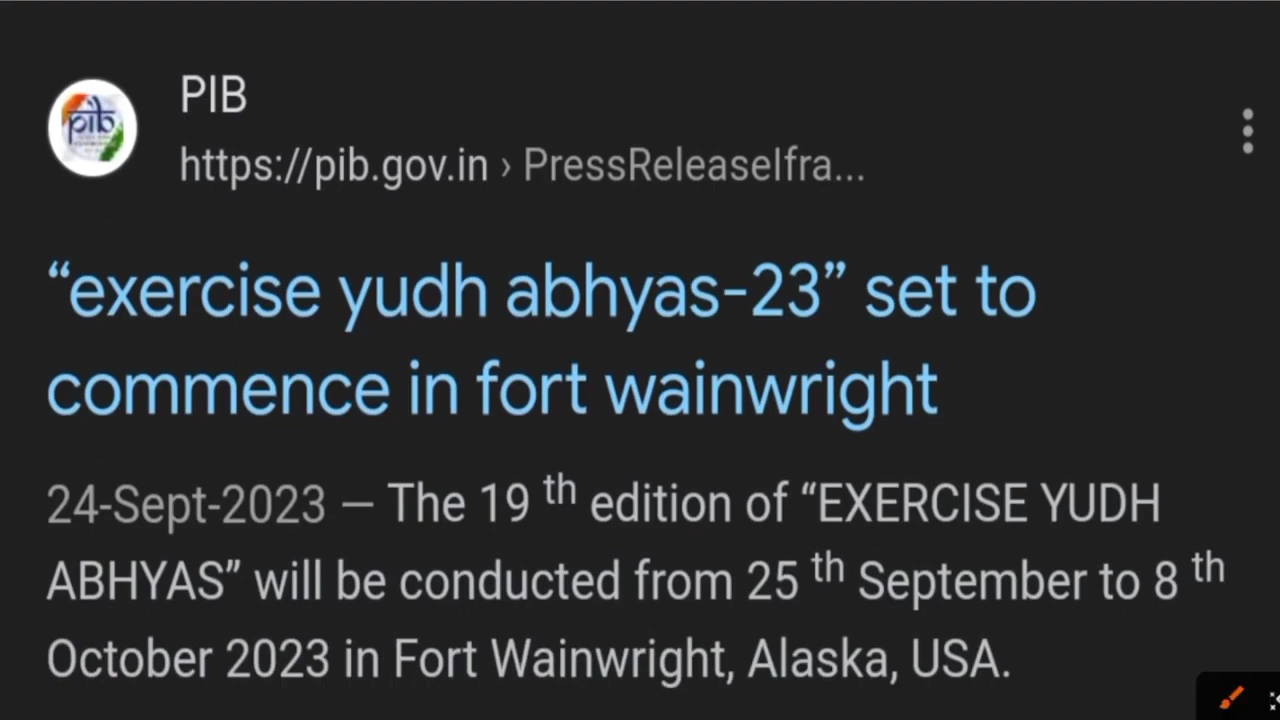 pib
PIB
https://pib.gov.in › PressReleaseIfra...
“exercise yudh abhyas-23” set to
commence in fort wainwright
24-Sept-2023 — The 19 th edition of “EXERCISE YUDH
ABHYAS” will be conducted from 25 th September to 8 th
October 2023 in Fort Wainwright, Alaska, USA.